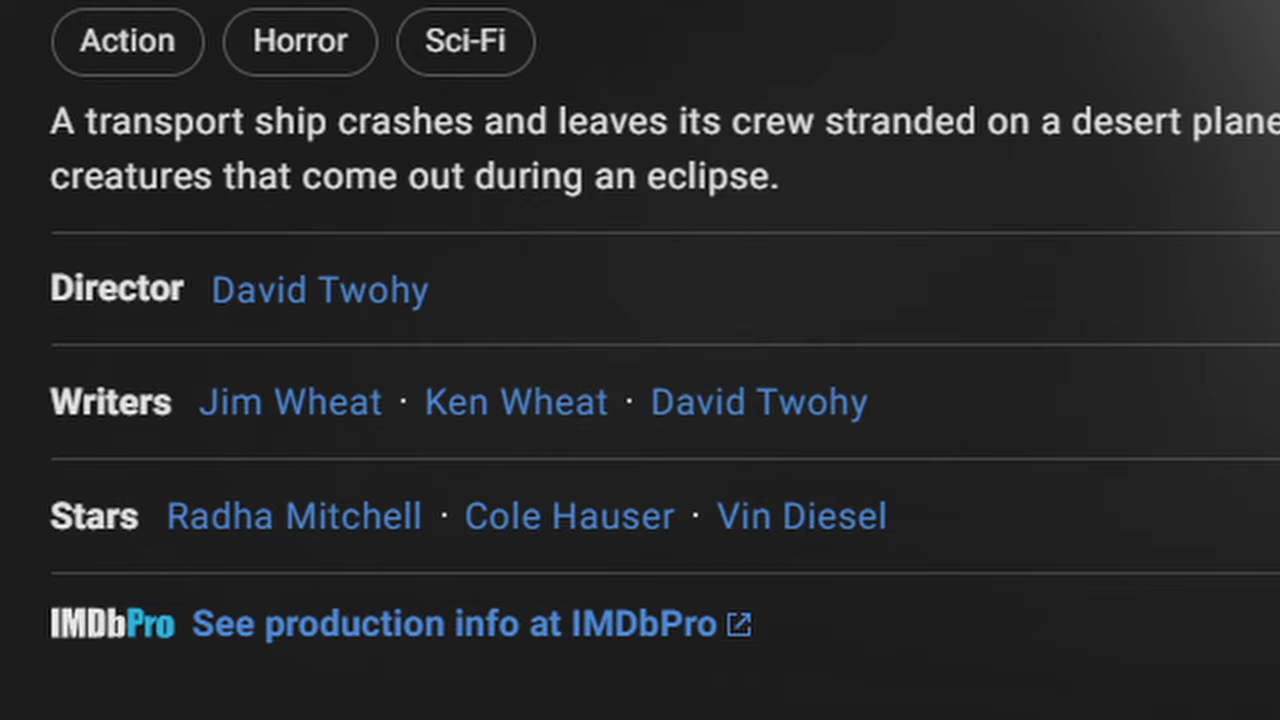 Action Horror Sci-Fi
A transport ship crashes and leaves its crew stranded on a desert plane
creatures that come out during an eclipse.
Director David Twohy
Writers Jim Wheat · Ken Wheat · David Twohy
Stars Radha Mitchell · Cole Hauser · Vin Diesel
IMDbPro See production info at IMDbPro